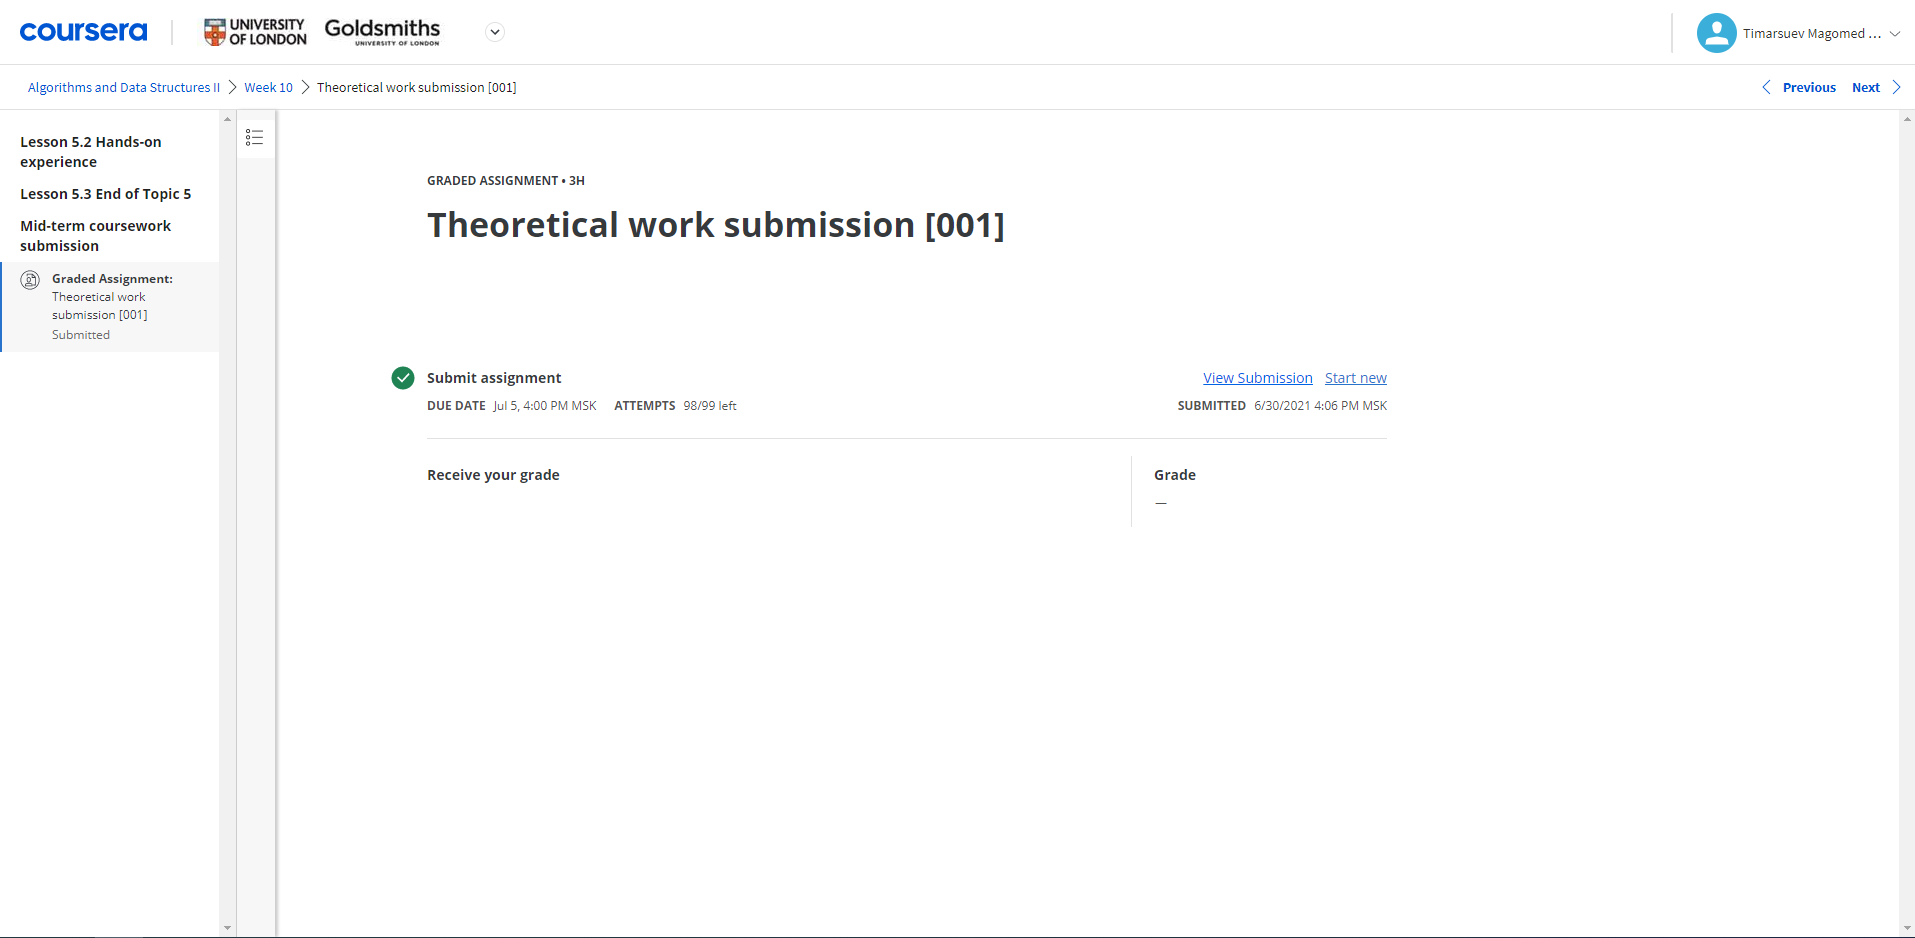 coursera
UNIVERSITY OF LONDON
Goldsmiths
UNIVERSITY OF LONDON
Timarsuev Magomed ...
Algorithms and Data Structures II
Week 10
Theoretical work submission [001]
Previous
Next
Lesson 5.2 Hands-on
experience
Lesson 5.3 End of Topic 5
Mid-term coursework
submission
Graded Assignment:
Theoretical work
submission [001]
Submitted
GRADED ASSIGNMENT • 3H
Theoretical work submission [001]
Submit assignment
View Submission Start new
DUE DATE Jul 5, 4:00 PM MSK ATTEMPTS 98/99 left
SUBMITTED 6/30/2021 4:06 PM MSK
Receive your grade
Grade
—